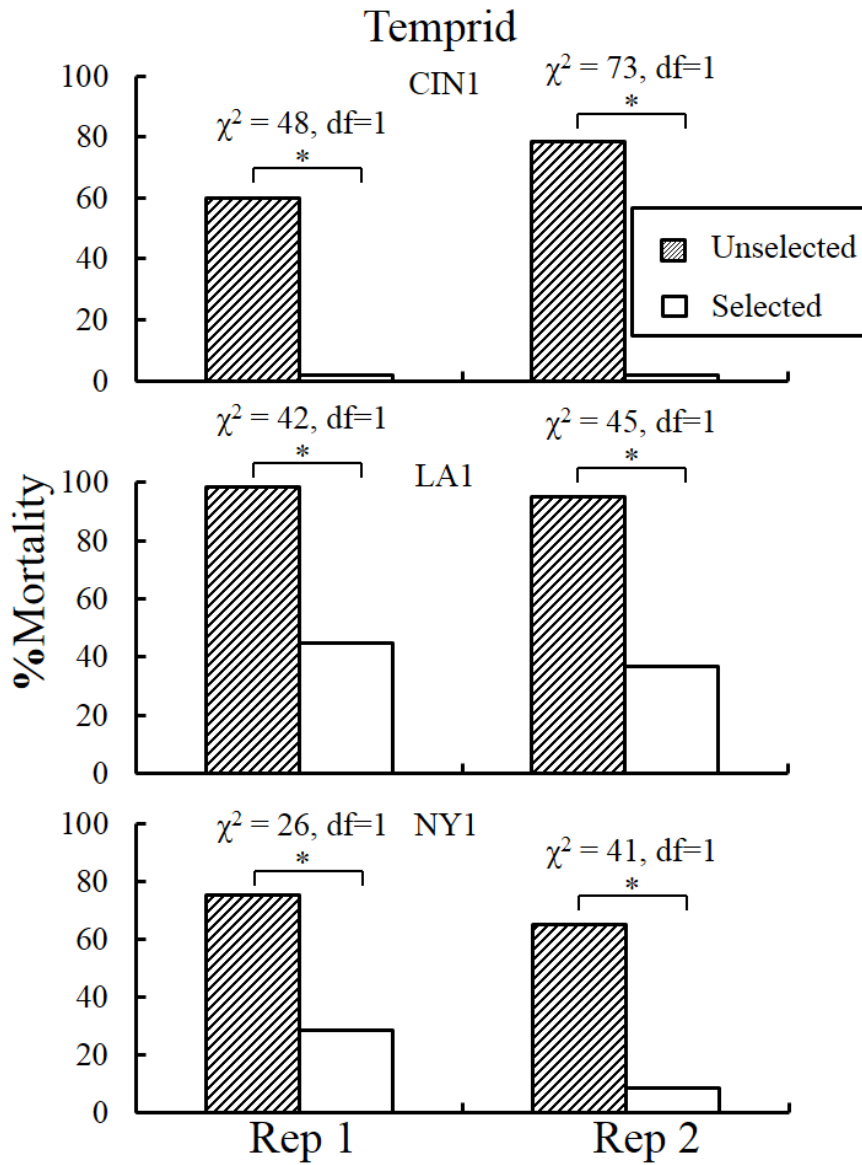 Temprid
%Mortality
100
80
60
40
20
0
CIN1
χ² = 48, df=1
*
χ² = 73, df=1
*
Unselected
Selected
100
80
60
40
20
0
χ² = 42, df=1
*
LA1
χ² = 45, df=1
*
100
80
60
40
20
0
χ² = 26, df=1
*
NY1
χ² = 41, df=1
*
Rep 1
Rep 2